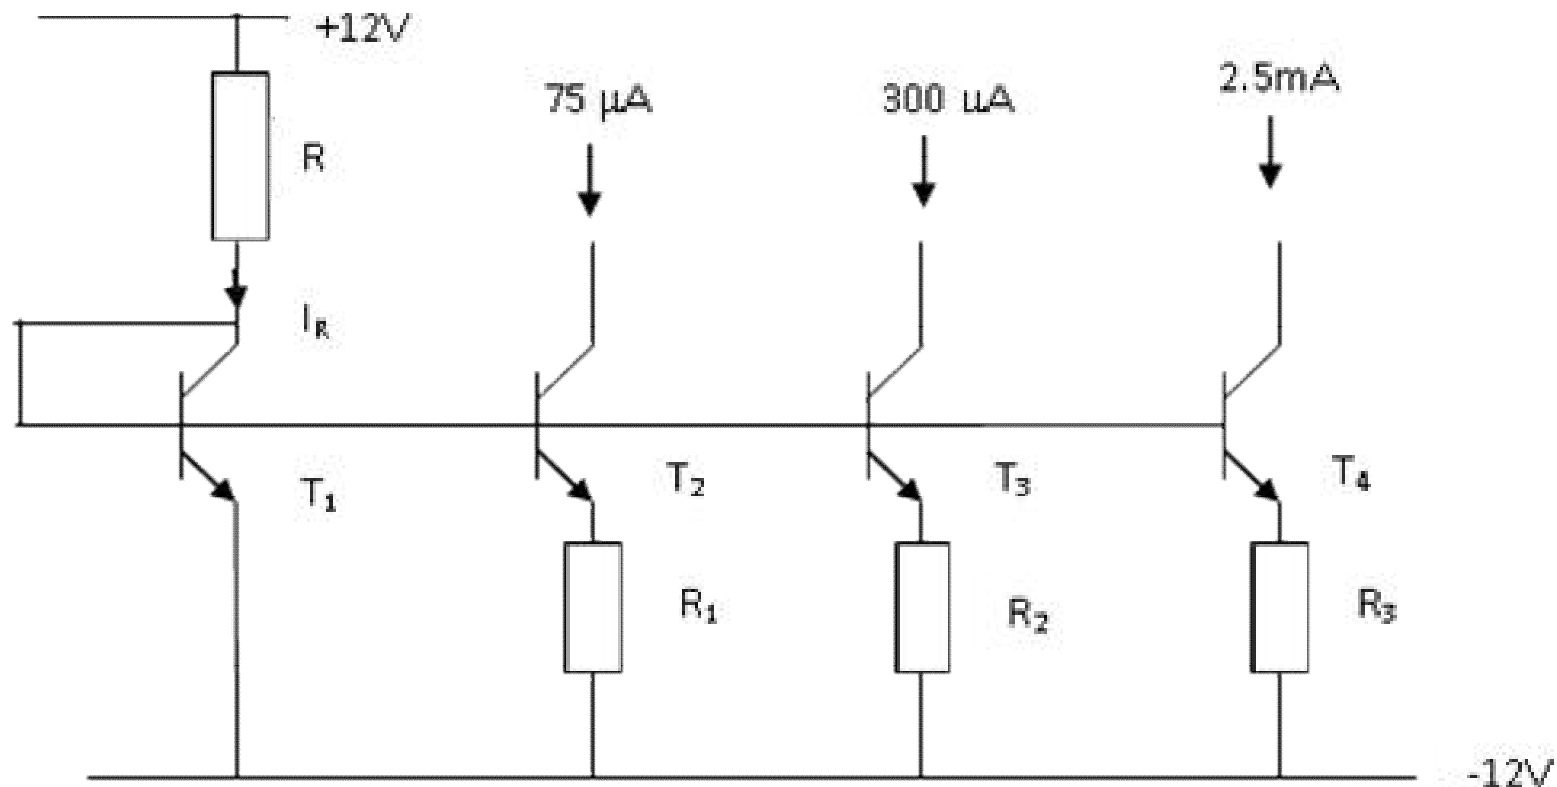 +12V
2.5mA
75 µA
300 µA
R
I_R
T₄
T₂
T₃
T₁
R₁
R₂
R₃
-12V